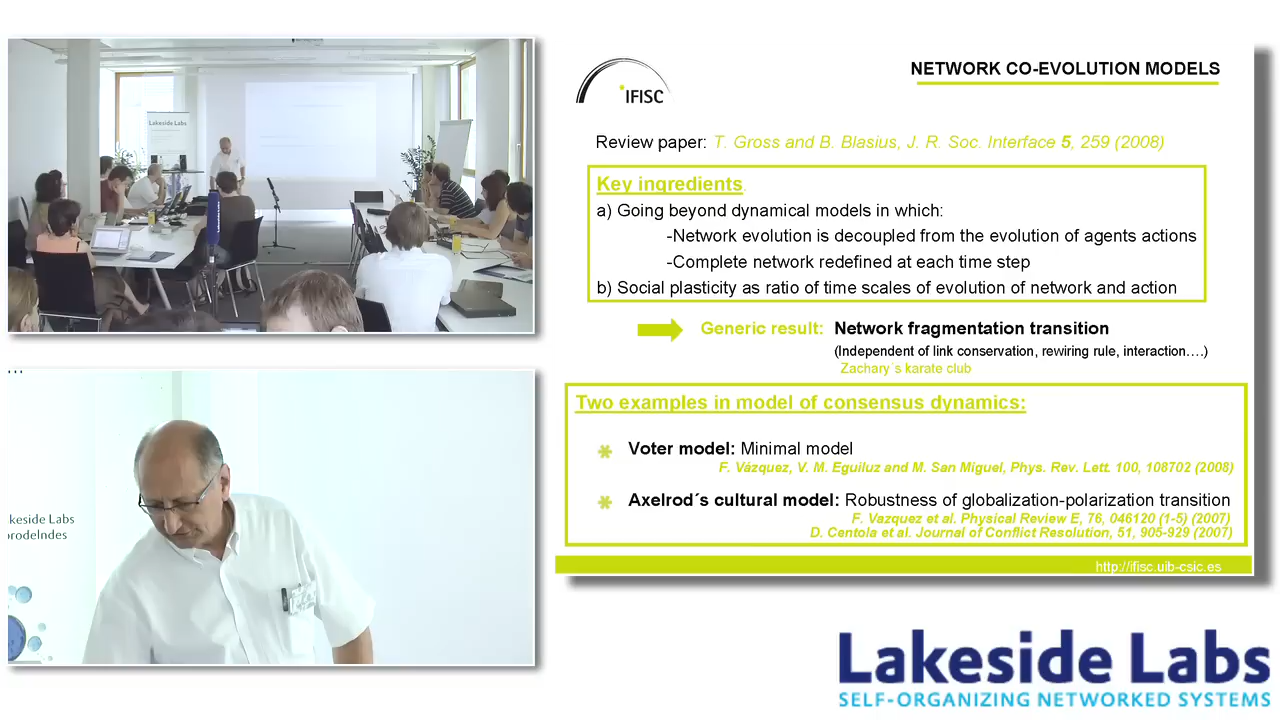 Lakeside Labs
keside Labs
prodelndes
IFISC
NETWORK CO-EVOLUTION MODELS
Review paper: T. Gross and B. Blasius, J. R. Soc. Interface 5, 259 (2008)
Key ingredients.
a) Going beyond dynamical models in which:
-Network evolution is decoupled from the evolution of agents actions
-Complete network redefined at each time step
b) Social plasticity as ratio of time scales of evolution of network and action
Generic result: Network fragmentation transition
(Independent of link conservation, rewiring rule, interaction....)
Zachary´s karate club
Two examples in model of consensus dynamics:
Voter model: Minimal model
F. Vázquez, V. M. Eguiluz and M. San Miguel, Phys. Rev. Lett. 100, 108702 (2008)
Axelrod´s cultural model: Robustness of globalization-polarization transition
F. Vazquez et al. Physical Review E, 76, 046120 (1-5) (2007)
D. Centola et al. Journal of Conflict Resolution, 51, 905-929 (2007)
http://ifisc.uib-csic.es
Lakeside Labs
SELF-ORGANIZING NETWORKED SYSTEMS